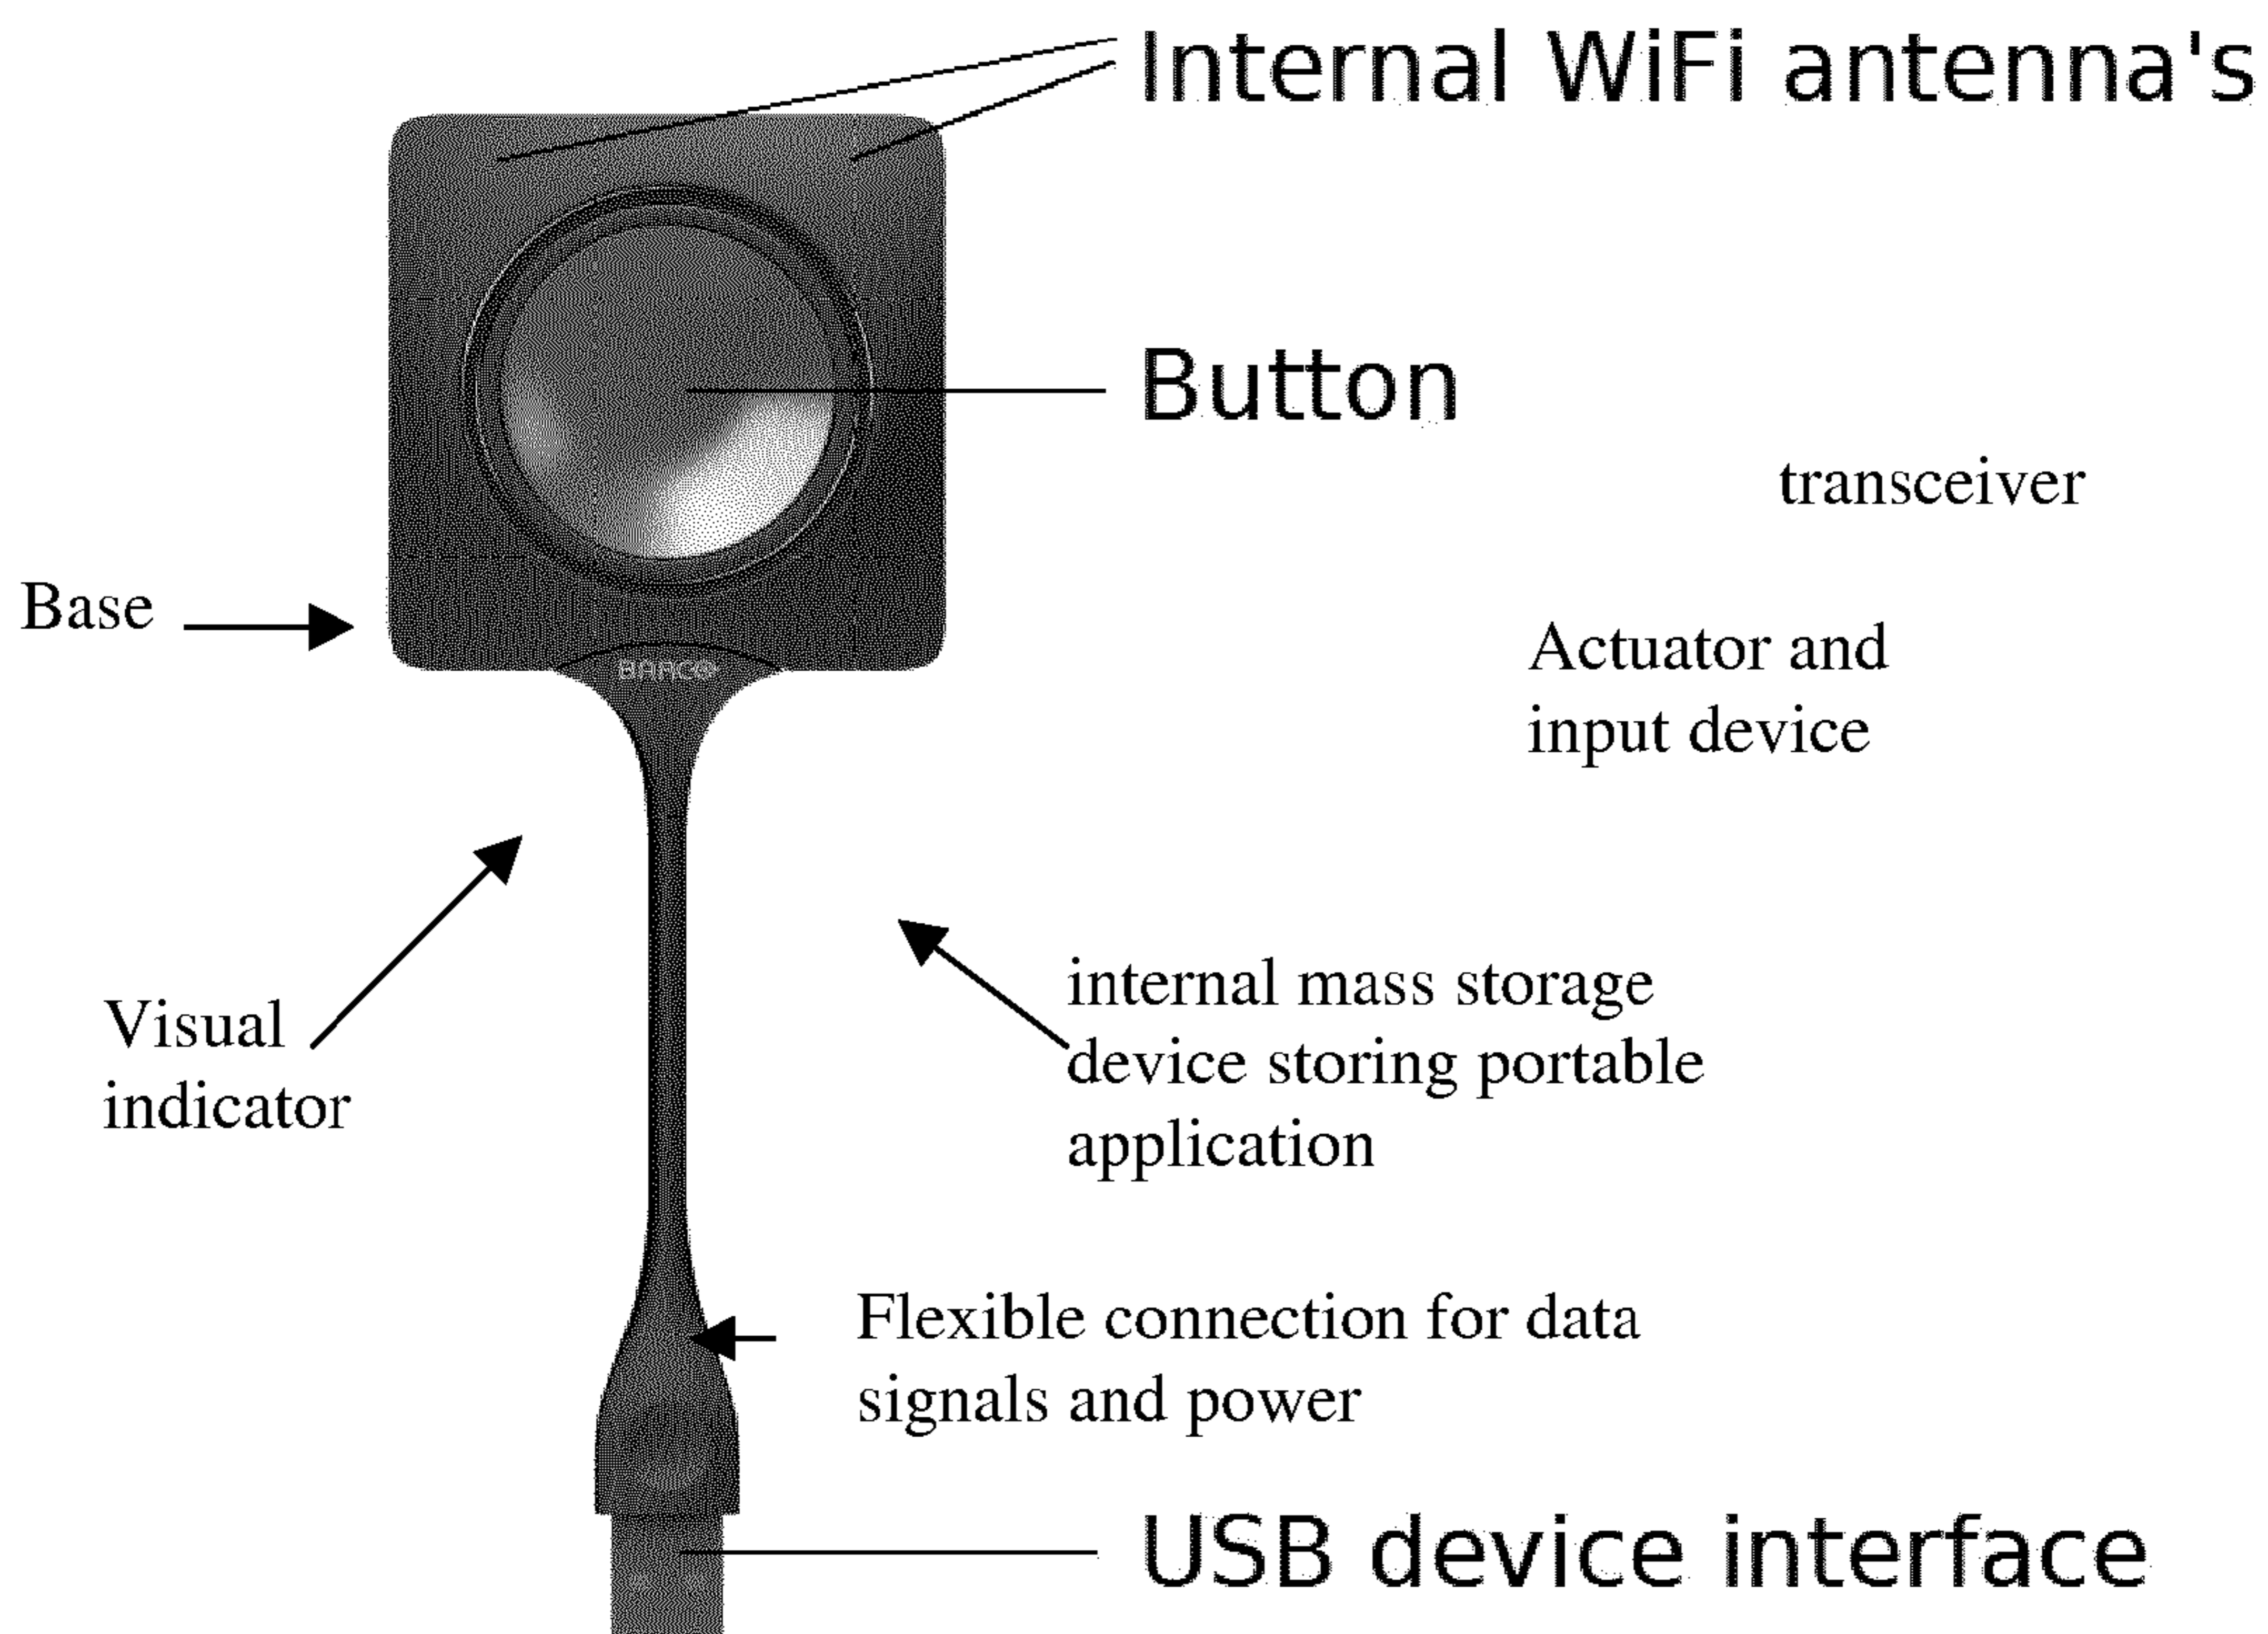 Internal WiFi antenna's
Button
transceiver
Base
Actuator and
input device
BARCO
Visual
indicator
internal mass storage
device storing portable
application
Flexible connection for data
signals and power
USB device interface